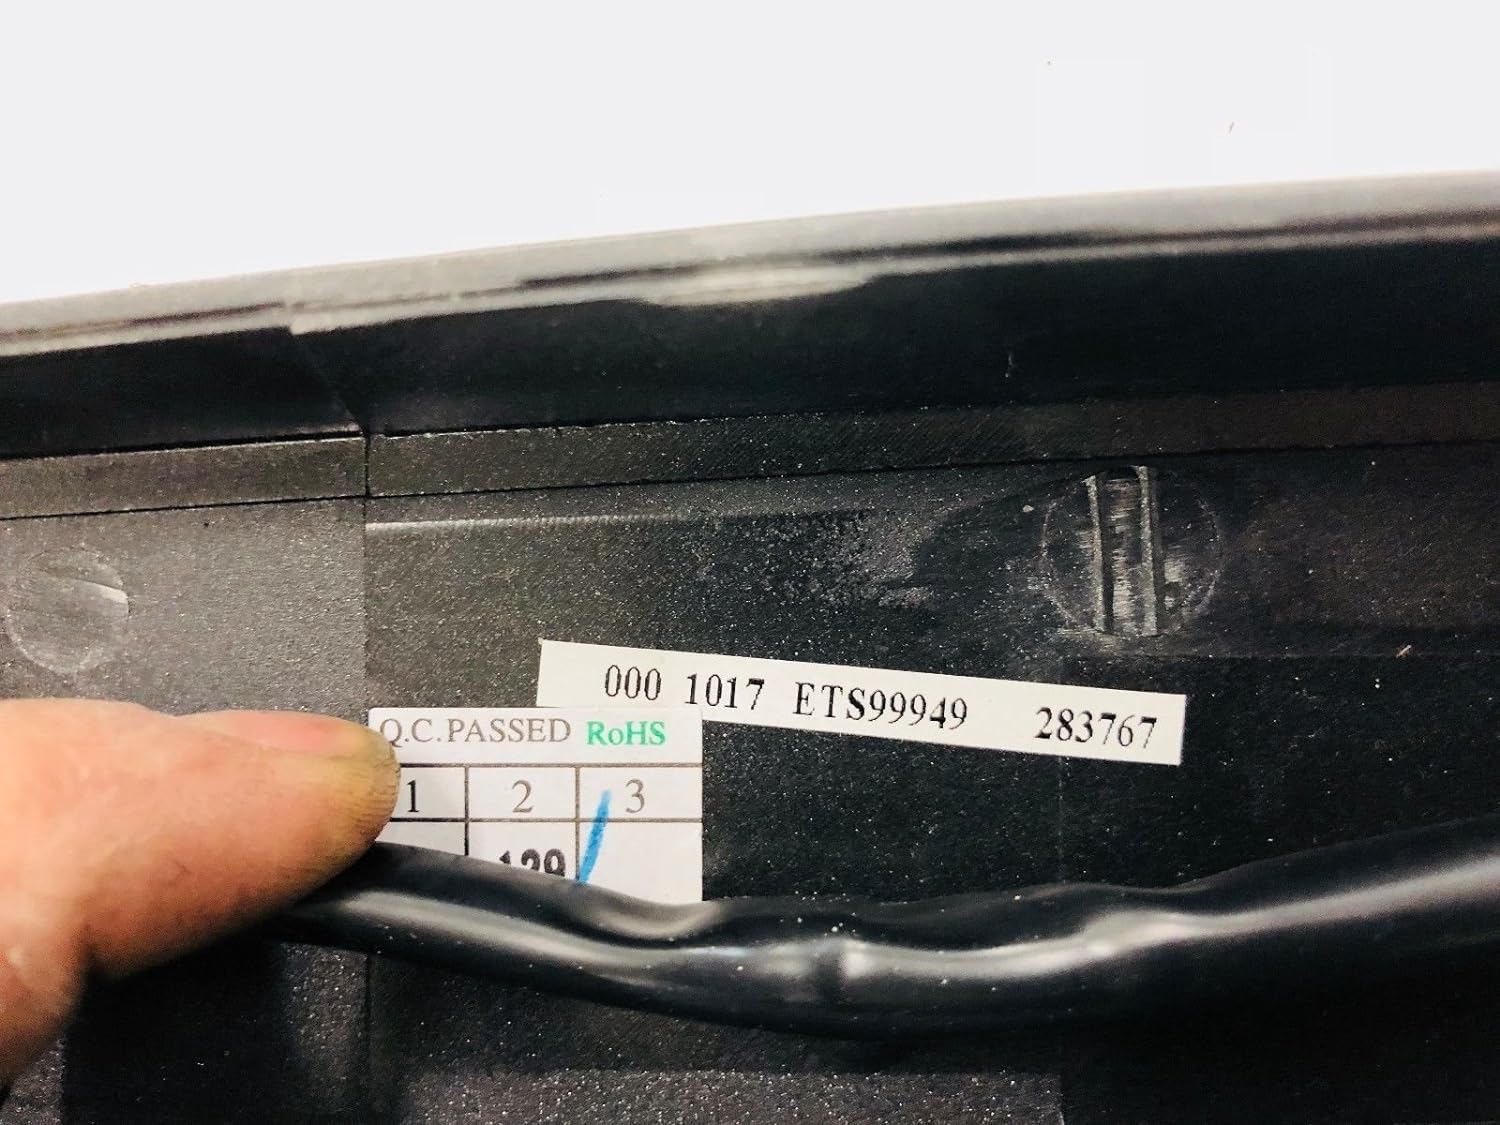 000 1017 ETS99949 283767
Q.C.PASSED RoHS
1 2 3